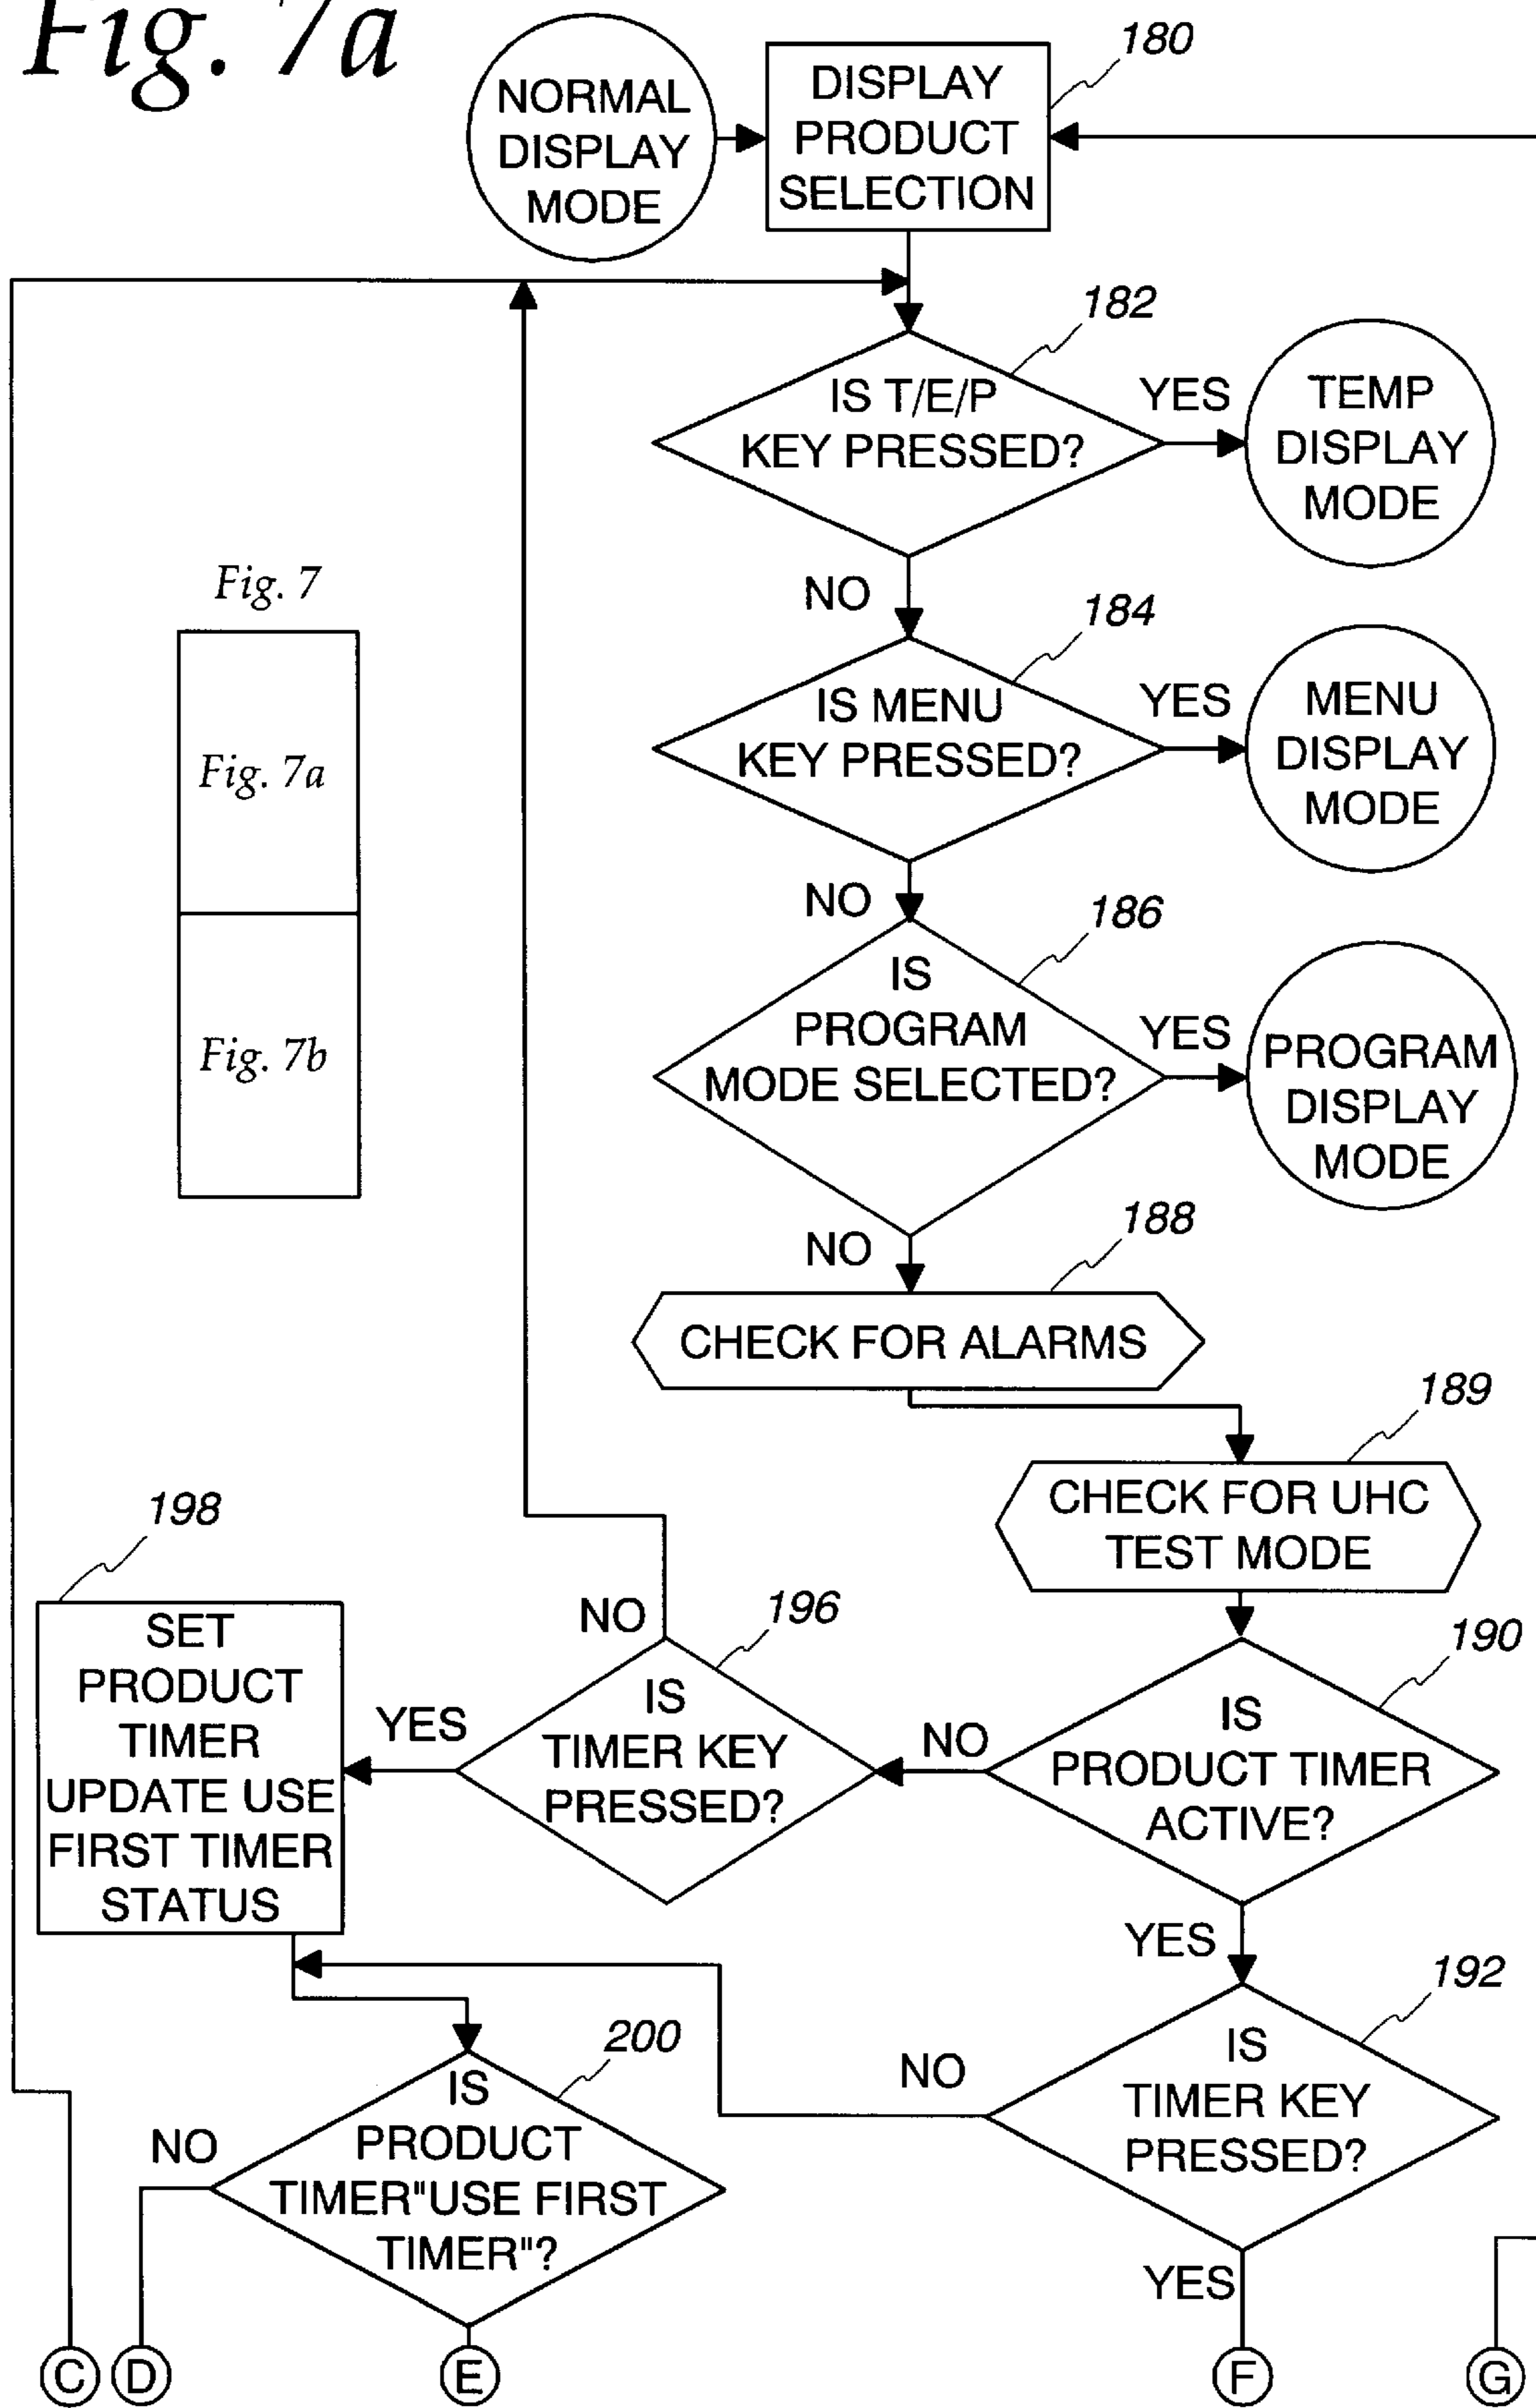 Fig. 7a
NORMAL
DISPLAY
MODE
DISPLAY
PRODUCT
SELECTION
180
182
IS T/E/P
KEY PRESSED?
YES
TEMP
DISPLAY
MODE
NO
Fig. 7
Fig. 7a
Fig. 7b
184
IS MENU
KEY PRESSED?
YES
MENU
DISPLAY
MODE
NO
186
IS
PROGRAM
MODE SELECTED?
YES
PROGRAM
DISPLAY
MODE
NO
188
CHECK FOR ALARMS
189
CHECK FOR UHC
TEST MODE
190
IS
PRODUCT TIMER
ACTIVE?
NO
YES
196
IS
TIMER KEY
PRESSED?
NO
YES
198
SET
PRODUCT
TIMER
UPDATE USE
FIRST TIMER
STATUS
192
IS
TIMER KEY
PRESSED?
NO
YES
200
IS
PRODUCT
TIMER"USE FIRST
TIMER"?
NO
C
D
E
F
G